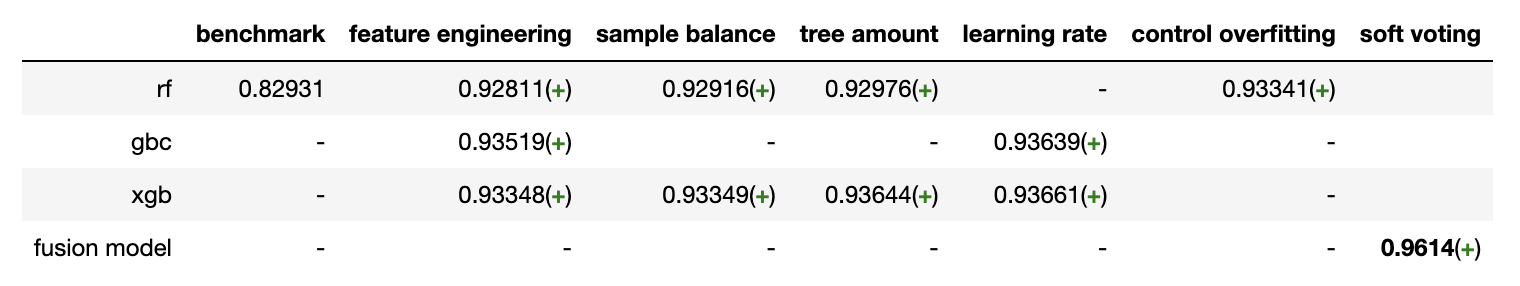 benchmark feature engineering sample balance tree amount learning rate control overfitting soft voting
rf 0.82931 0.92811(+) 0.92916(+) 0.92976(+) - 0.93341(+)
gbc - 0.93519(+) - - 0.93639(+) -
xgb - 0.93348(+) 0.93349(+) 0.93644(+) 0.93661(+) -
fusion model - - - - - - 0.9614(+)